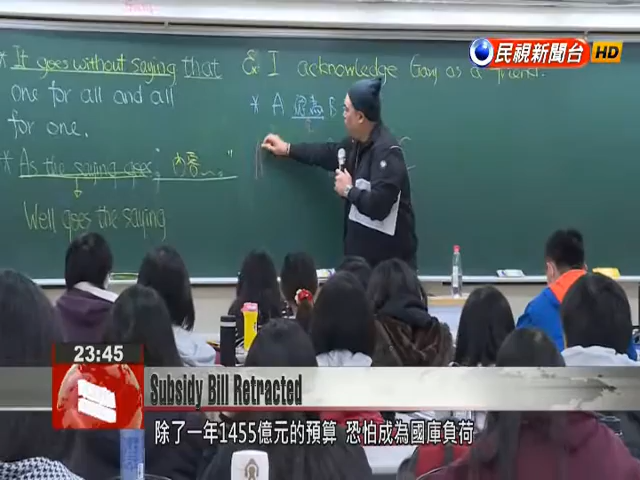 民視新聞台 HD
* It goes without saying that
one for all and all
for one.
* As the saying goes
Well goes the saying
& I acknowledge Gary as a friend.
* A 認為 B
23:45
Subsidy Bill Retracted
除了一年1455億元的預算 恐怕成為國庫負荷